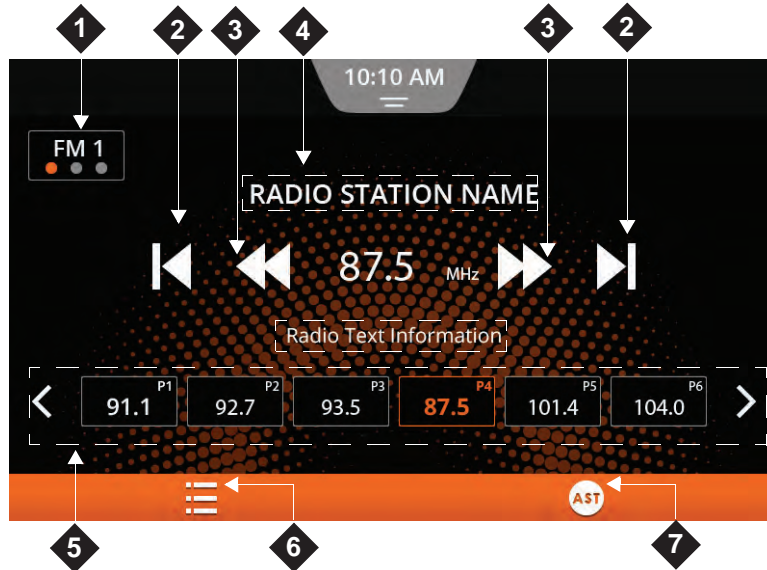 1 2 3 4 3 2
10:10 AM
FM 1
RADIO STATION NAME
87.5 MHz
Radio Text Information
P1 P2 P3 P4 P5 P6
91.1 92.7 93.5 87.5 101.4 104.0
AST
5 6 7